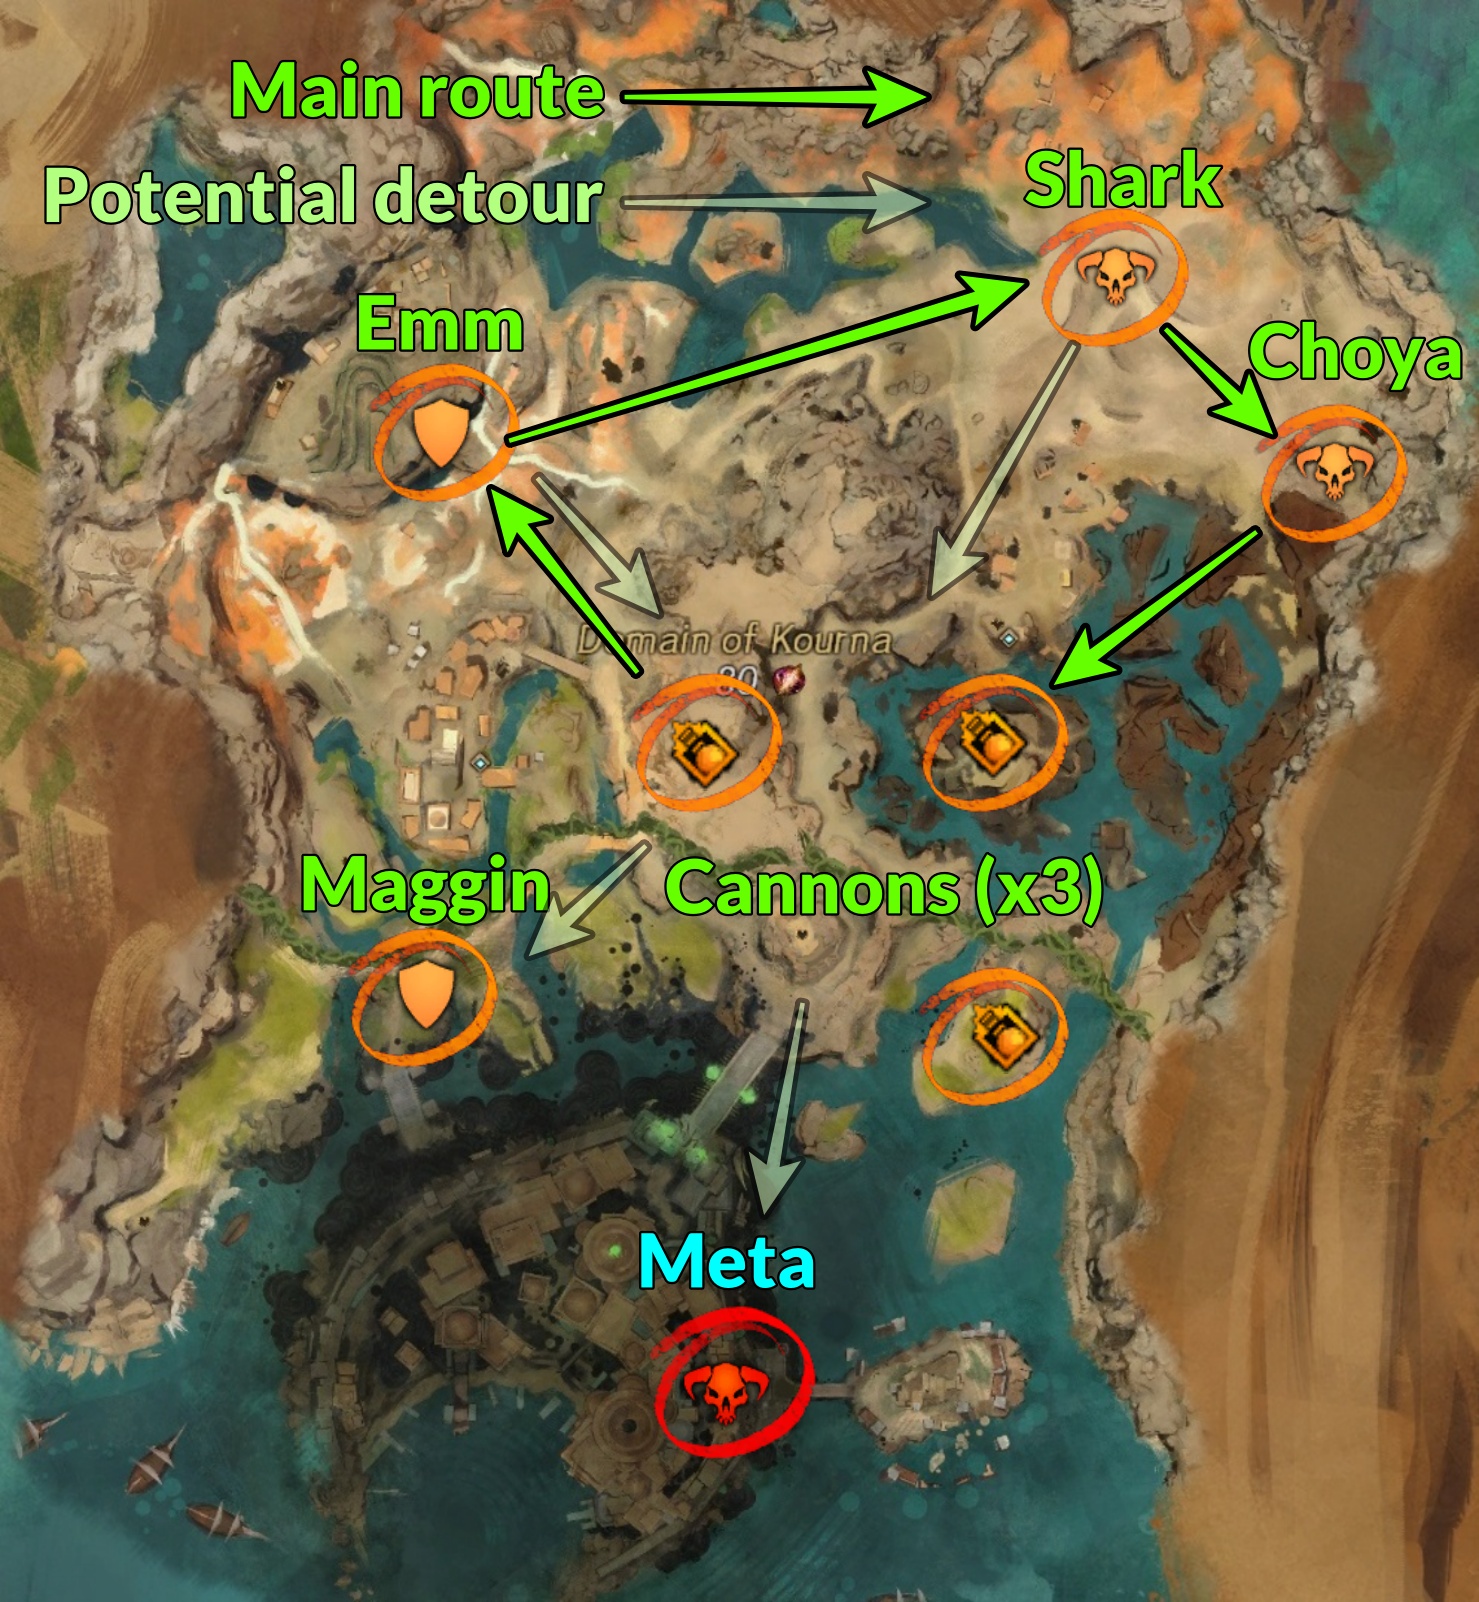 Main route
Potential detour
Shark
Emm
Choya
Domain of Kourna
80
Maggin
Cannons (x3)
Meta